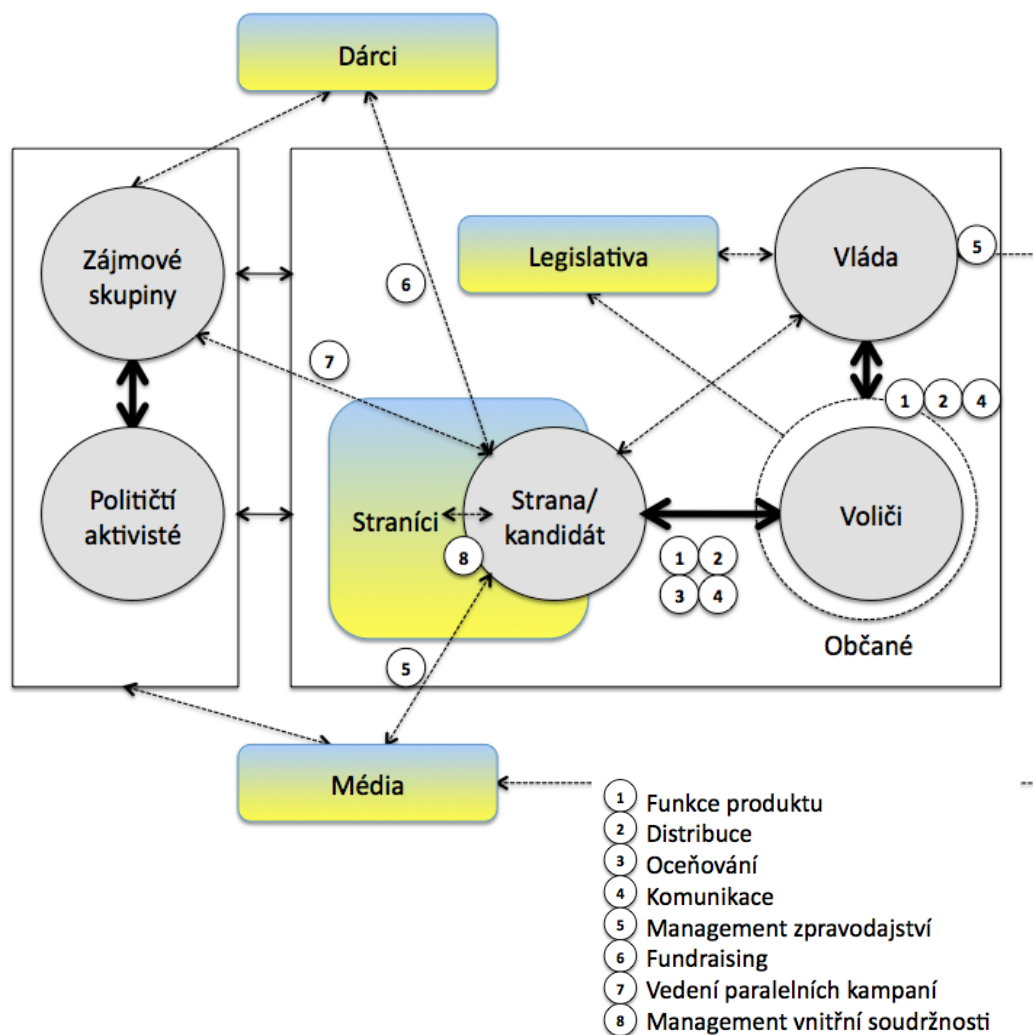 Dárci
Zájmové
skupiny
Legislativa
Vláda
5
6
7
1 2 4
Političtí
aktivisté
Straníci
Strana/
kandidát
Voliči
8
1 2
3 4
Občané
5
Média
1 Funkce produktu
2 Distribuce
3 Oceňování
4 Komunikace
5 Management zpravodajství
6 Fundraising
7 Vedení paralelních kampaní
8 Management vnitřní soudržnosti